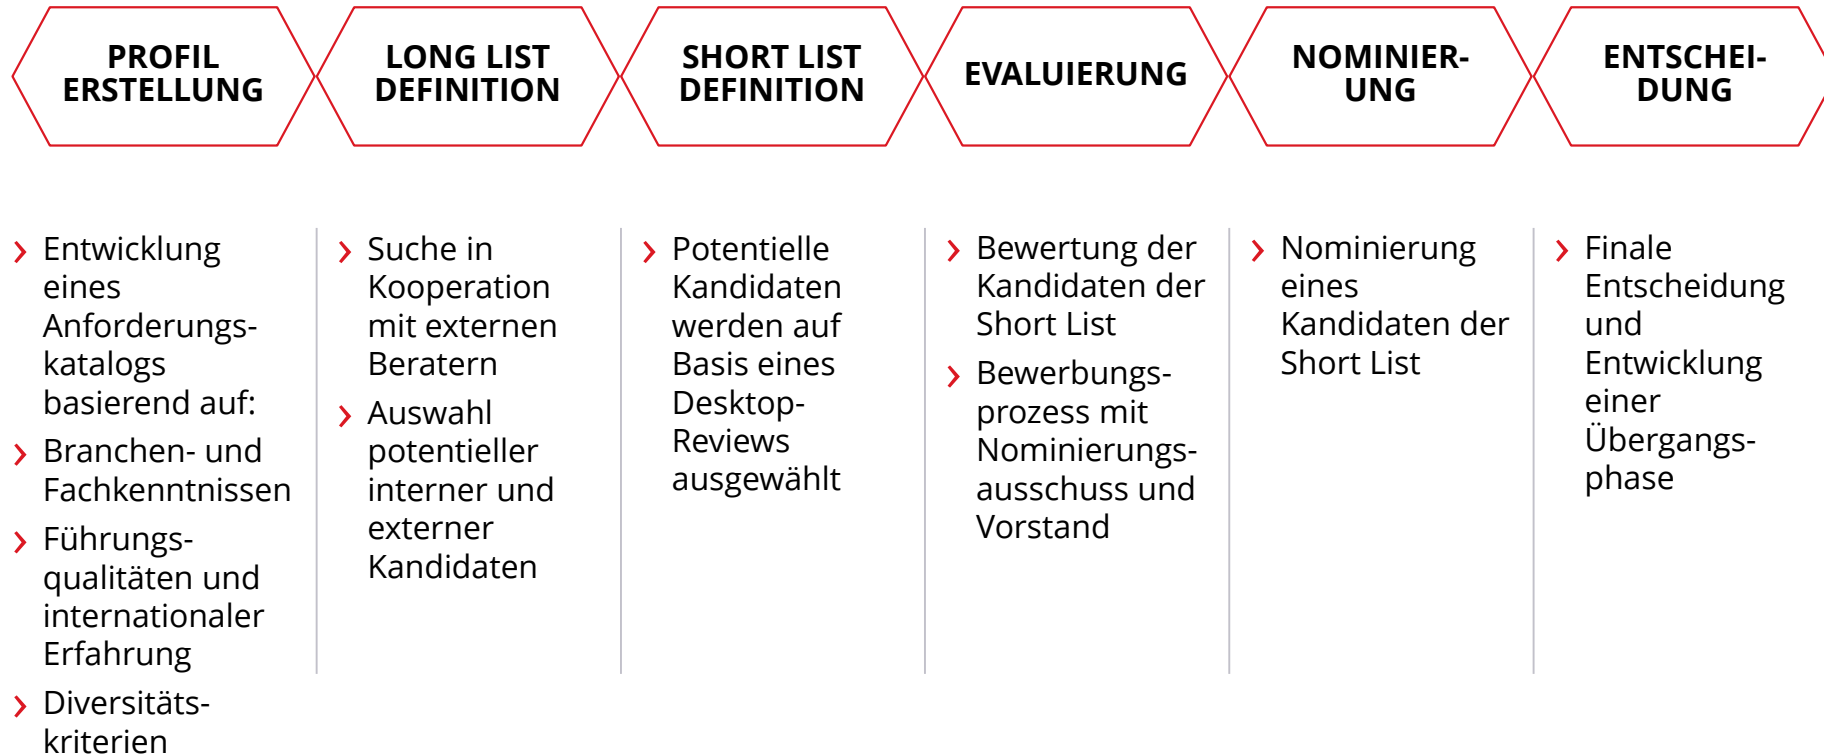 PROFIL
ERSTELLUNG
LONG LIST
DEFINITION
SHORT LIST
DEFINITION
EVALUIERUNG
NOMINIER-
UNG
ENTSCHEI-
DUNG
Entwicklung
eines
Anforderungs-
katalogs
basierend auf:
Branchen- und
Fachkenntnissen
Führungs-
qualitäten und
internationaler
Erfahrung
Diversitäts-
kriterien
Suche in
Kooperation
mit externen
Beratern
Auswahl
potentieller
interner und
externer
Kandidaten
Potentielle
Kandidaten
werden auf
Basis eines
Desktop-
Reviews
ausgewählt
Bewertung der
Kandidaten der
Short List
Bewerbungs-
prozess mit
Nominierungs-
ausschuss und
Vorstand
Nominierung
eines
Kandidaten der
Short List
Finale
Entscheidung
und
Entwicklung
einer
Übergangs-
phase